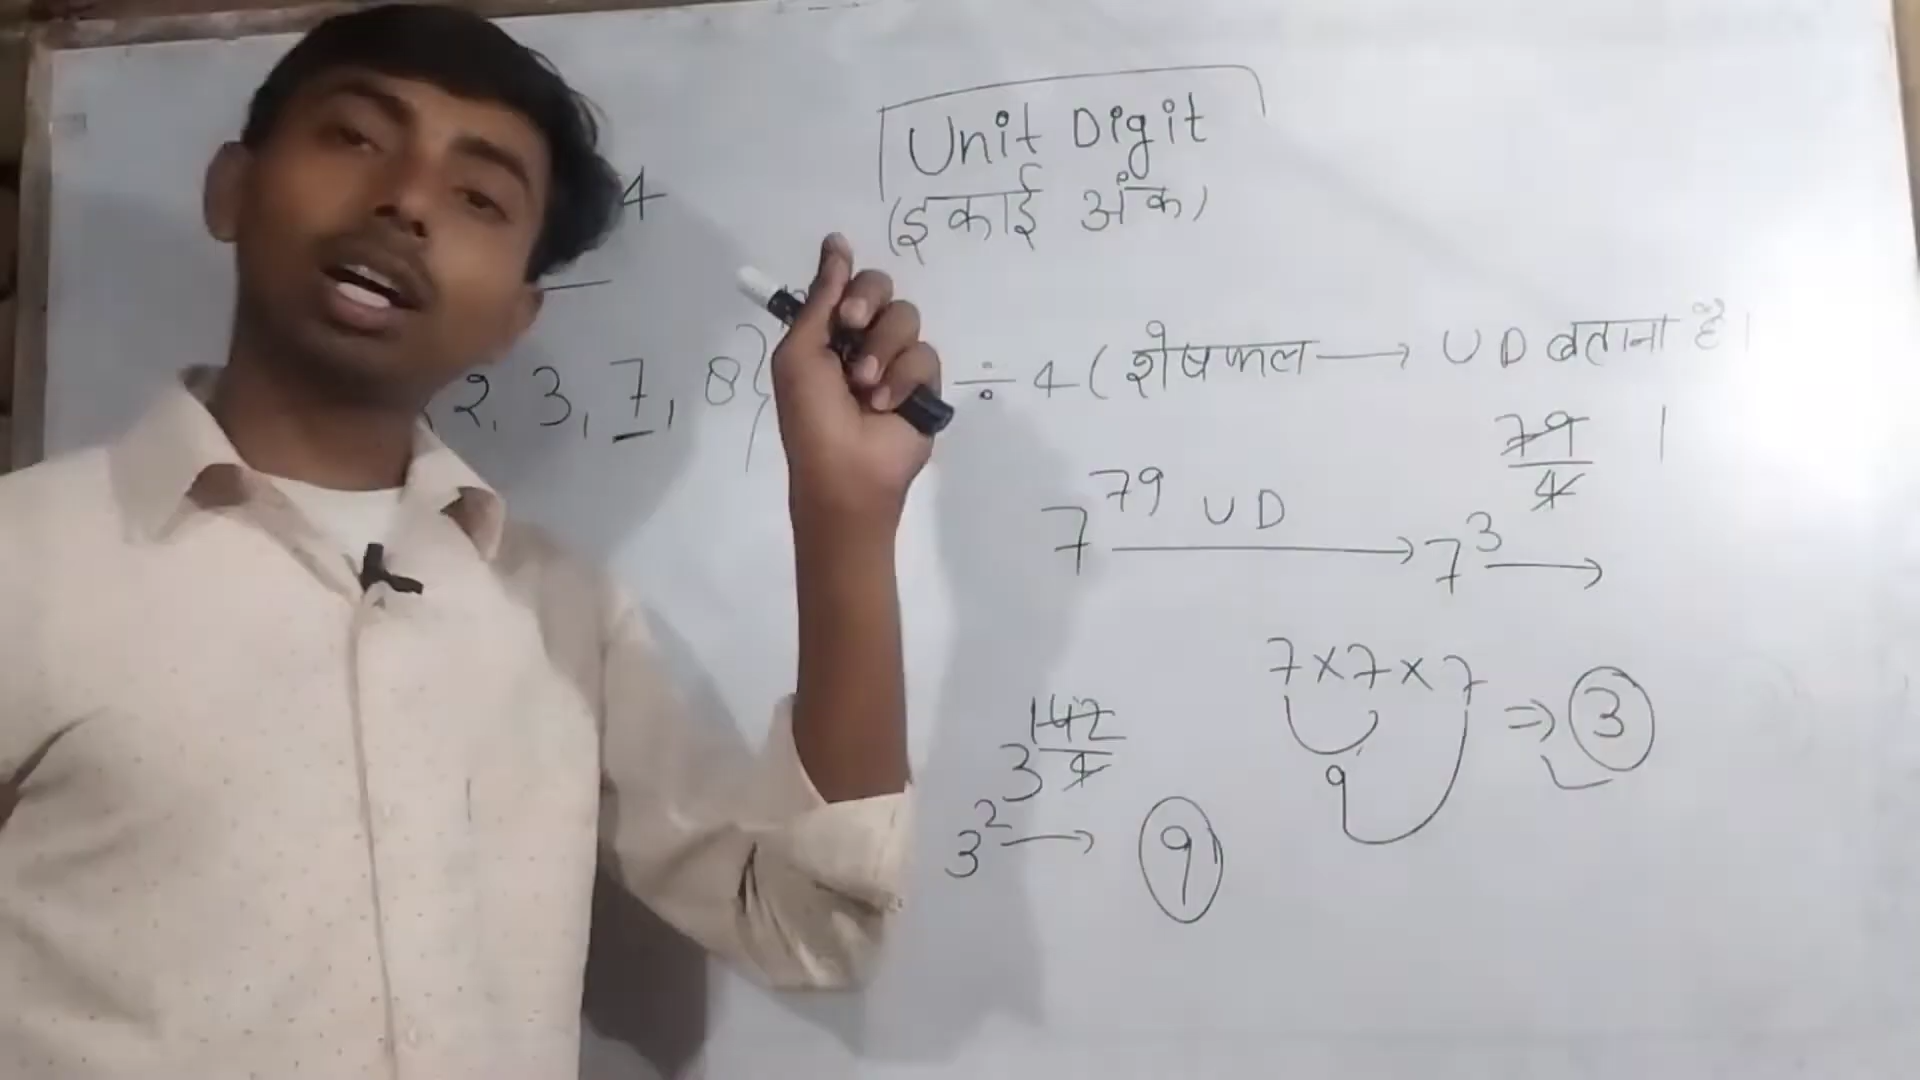 Unit Digit
(इकाई अंक)
4
2, 3, 7, 8} ÷ 4 ( शेषफल → UD बताना है।
79/4
7^79 UD → 7^3 →
7 × 7 × 7 ⇒ 3
9
3^142/4
3^2 → 9